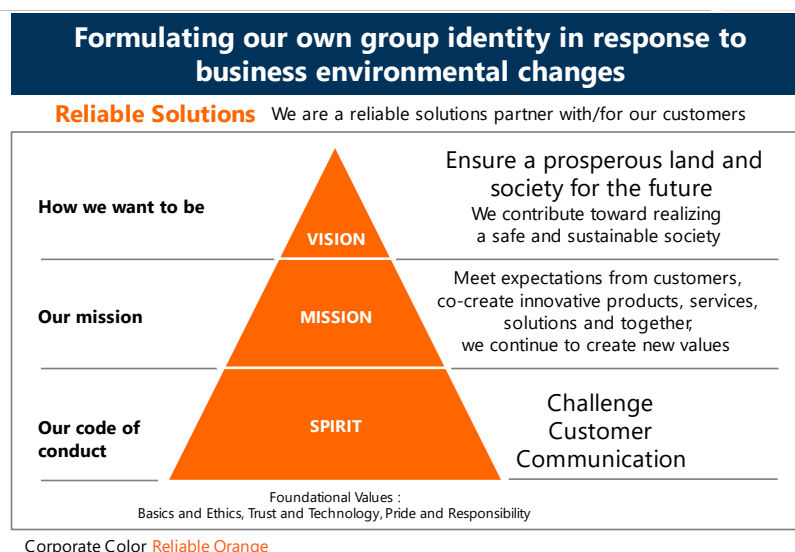 Formulating our own group identity in response to
business environmental changes
Reliable Solutions We are a reliable solutions partner with/for our customers
How we want to be
VISION
Ensure a prosperous land and
society for the future
We contribute toward realizing
a safe and sustainable society
Our mission
MISSION
Meet expectations from customers,
co-create innovative products, services,
solutions and together,
we continue to create new values
Our code of
conduct
SPIRIT
Challenge
Customer
Communication
Foundational Values :
Basics and Ethics, Trust and Technology, Pride and Responsibility
Corporate Color Reliable Orange